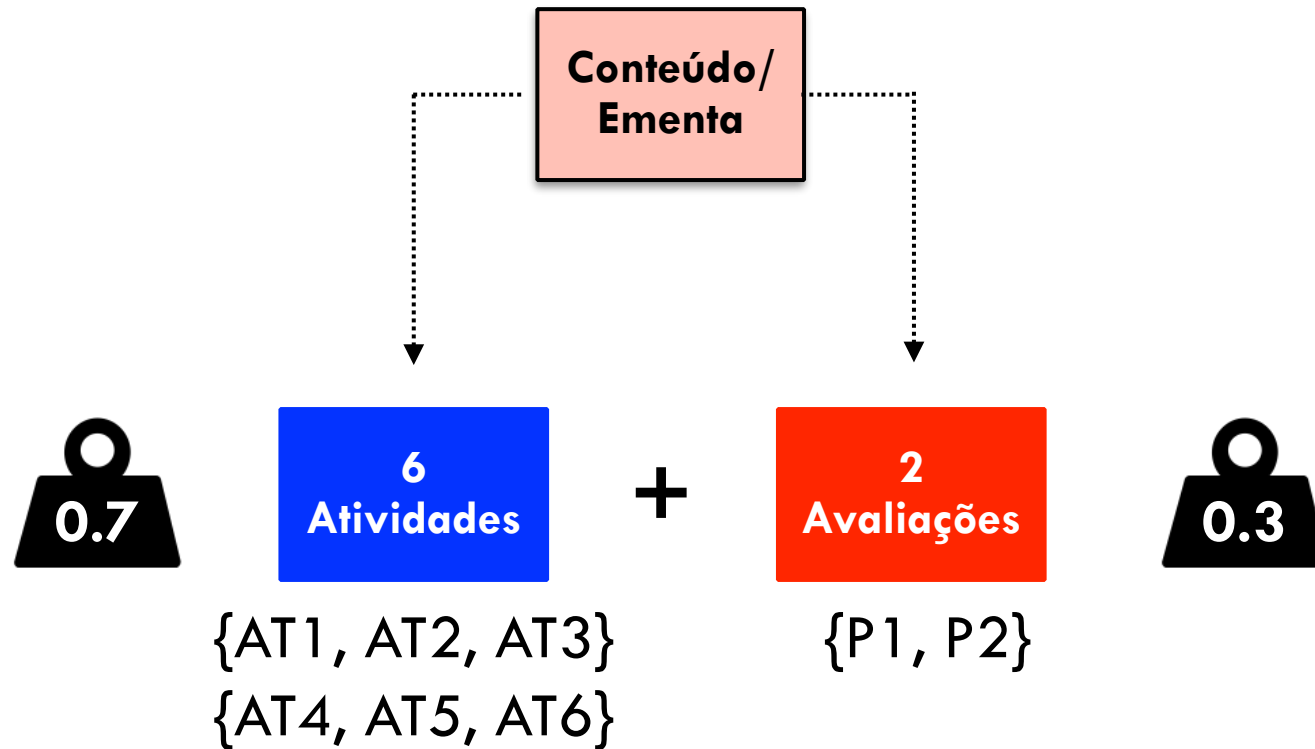 Conteúdo/
Ementa
0.7
6
Atividades
+
2
Avaliações
0.3
{AT1, AT2, AT3}
{P1, P2}
{AT4, AT5, AT6}